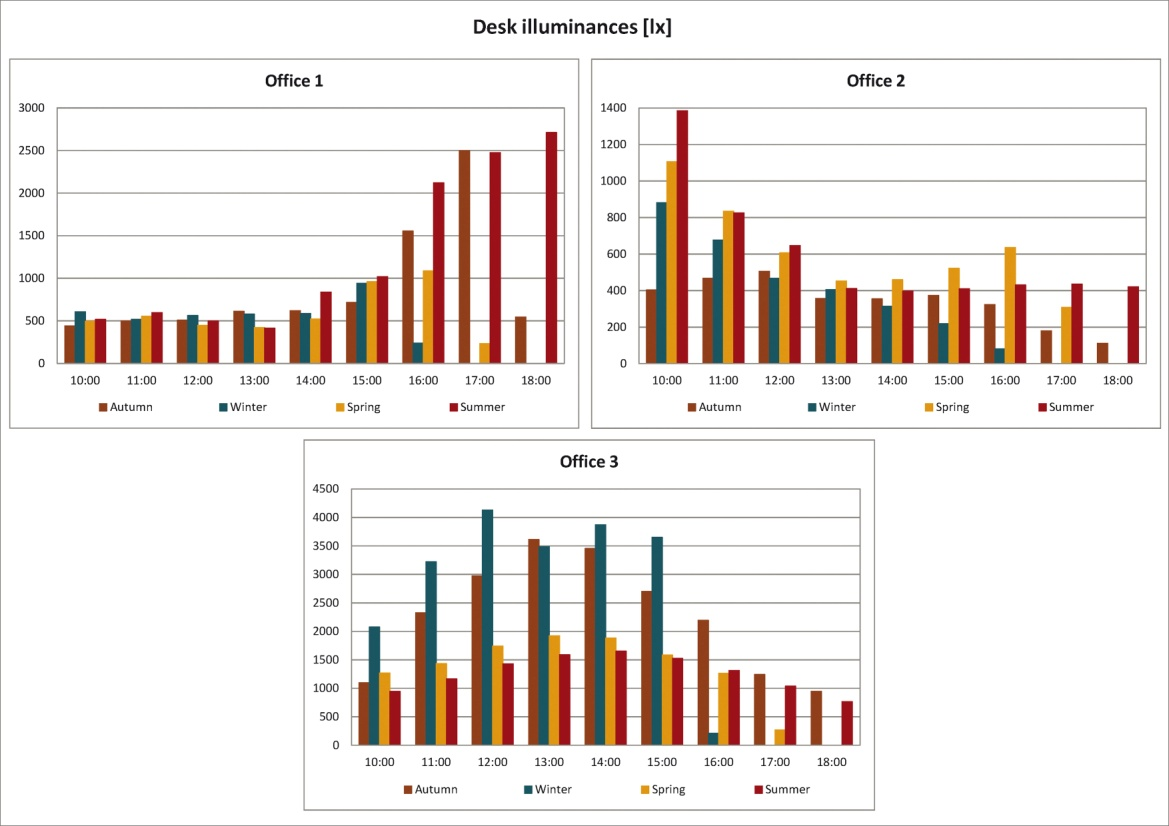 Desk illuminances [lx]
Office 1
3000
2500
2000
1500
1000
500
0
10:00 11:00 12:00 13:00 14:00 15:00 16:00 17:00 18:00
Autumn Winter Spring Summer
Office 2
1400
1200
1000
800
600
400
200
0
10:00 11:00 12:00 13:00 14:00 15:00 16:00 17:00 18:00
Autumn Winter Spring Summer
Office 3
4500
4000
3500
3000
2500
2000
1500
1000
500
0
10:00 11:00 12:00 13:00 14:00 15:00 16:00 17:00 18:00
Autumn Winter Spring Summer